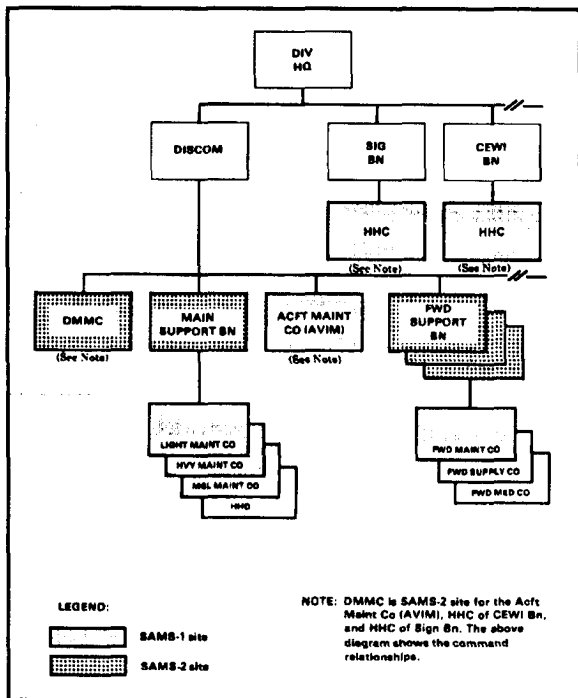 DIV
HQ
DISCOM
SIG
BN
CEWI
BN
HHC
(See Note)
HHC
(See Note)
DMMC
(See Note)
MAIN
SUPPORT BN
ACFT MAINT
CO (AVIM)
(See Note)
FWD
SUPPORT
BN
LIGHT MAINT CO
HVY MAINT CO
MSL MAINT CO
HHD
FWD MAINT CO
FWD SUPPLY CO
FWD MED CO
LEGEND:
SAMS-1 site
SAMS-2 site
NOTE: DMMC is SAMS-2 site for the Acft
Maint Co (AVIM), HHC of CEWI Bn,
and HHC of Sign Bn. The above
diagram shows the command
relationships.